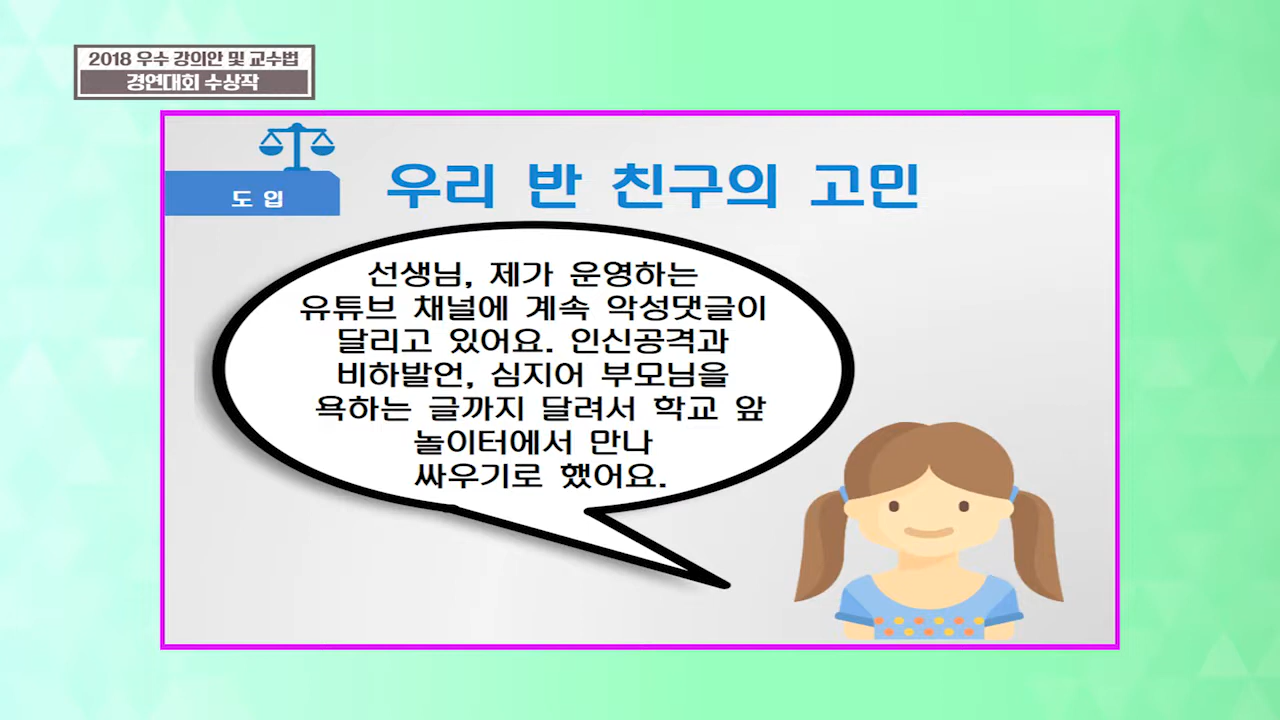 2018 우수 강의안 및 교수법
경연대회 수상작
도 입
우리 반 친구의 고민
선생님, 제가 운영하는
유튜브 채널에 계속 악성댓글이
달리고 있어요. 인신공격과
비하발언, 심지어 부모님을
욕하는 글까지 달려서 학교 앞
놀이터에서 만나
싸우기로 했어요.